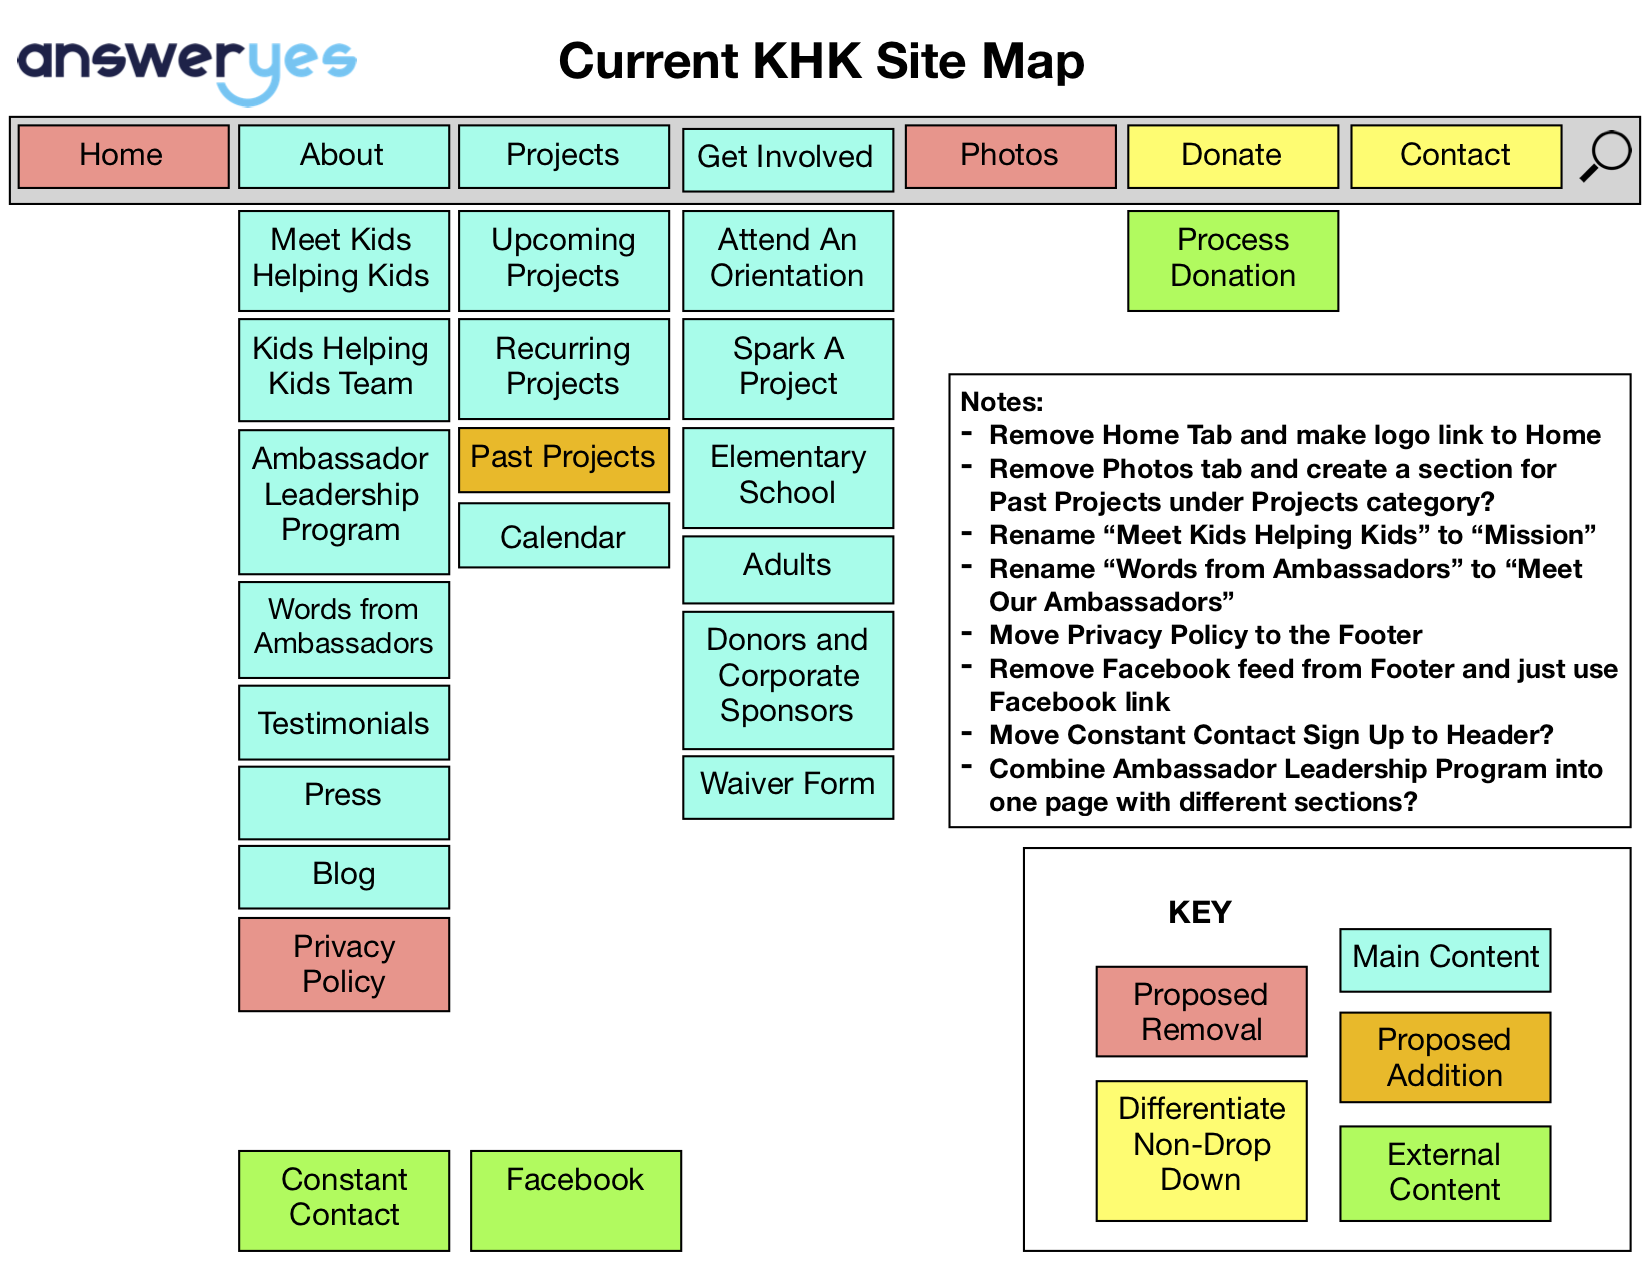 answeryes
Current KHK Site Map
Home
About
Projects
Get Involved
Photos
Donate
Contact
Meet Kids
Helping Kids
Kids Helping
Kids Team
Ambassador
Leadership
Program
Words from
Ambassadors
Testimonials
Press
Blog
Privacy
Policy
Upcoming
Projects
Recurring
Projects
Past Projects
Calendar
Attend An
Orientation
Spark A
Project
Elementary
School
Adults
Donors and
Corporate
Sponsors
Waiver Form
Process
Donation
Notes:
- Remove Home Tab and make logo link to Home
- Remove Photos tab and create a section for
Past Projects under Projects category?
- Rename “Meet Kids Helping Kids” to “Mission”
- Rename “Words from Ambassadors” to “Meet
Our Ambassadors”
- Move Privacy Policy to the Footer
- Remove Facebook feed from Footer and just use
Facebook link
- Move Constant Contact Sign Up to Header?
- Combine Ambassador Leadership Program into
one page with different sections?
KEY
Proposed
Removal
Differentiate
Non-Drop
Down
Main Content
Proposed
Addition
External
Content
Constant
Contact
Facebook